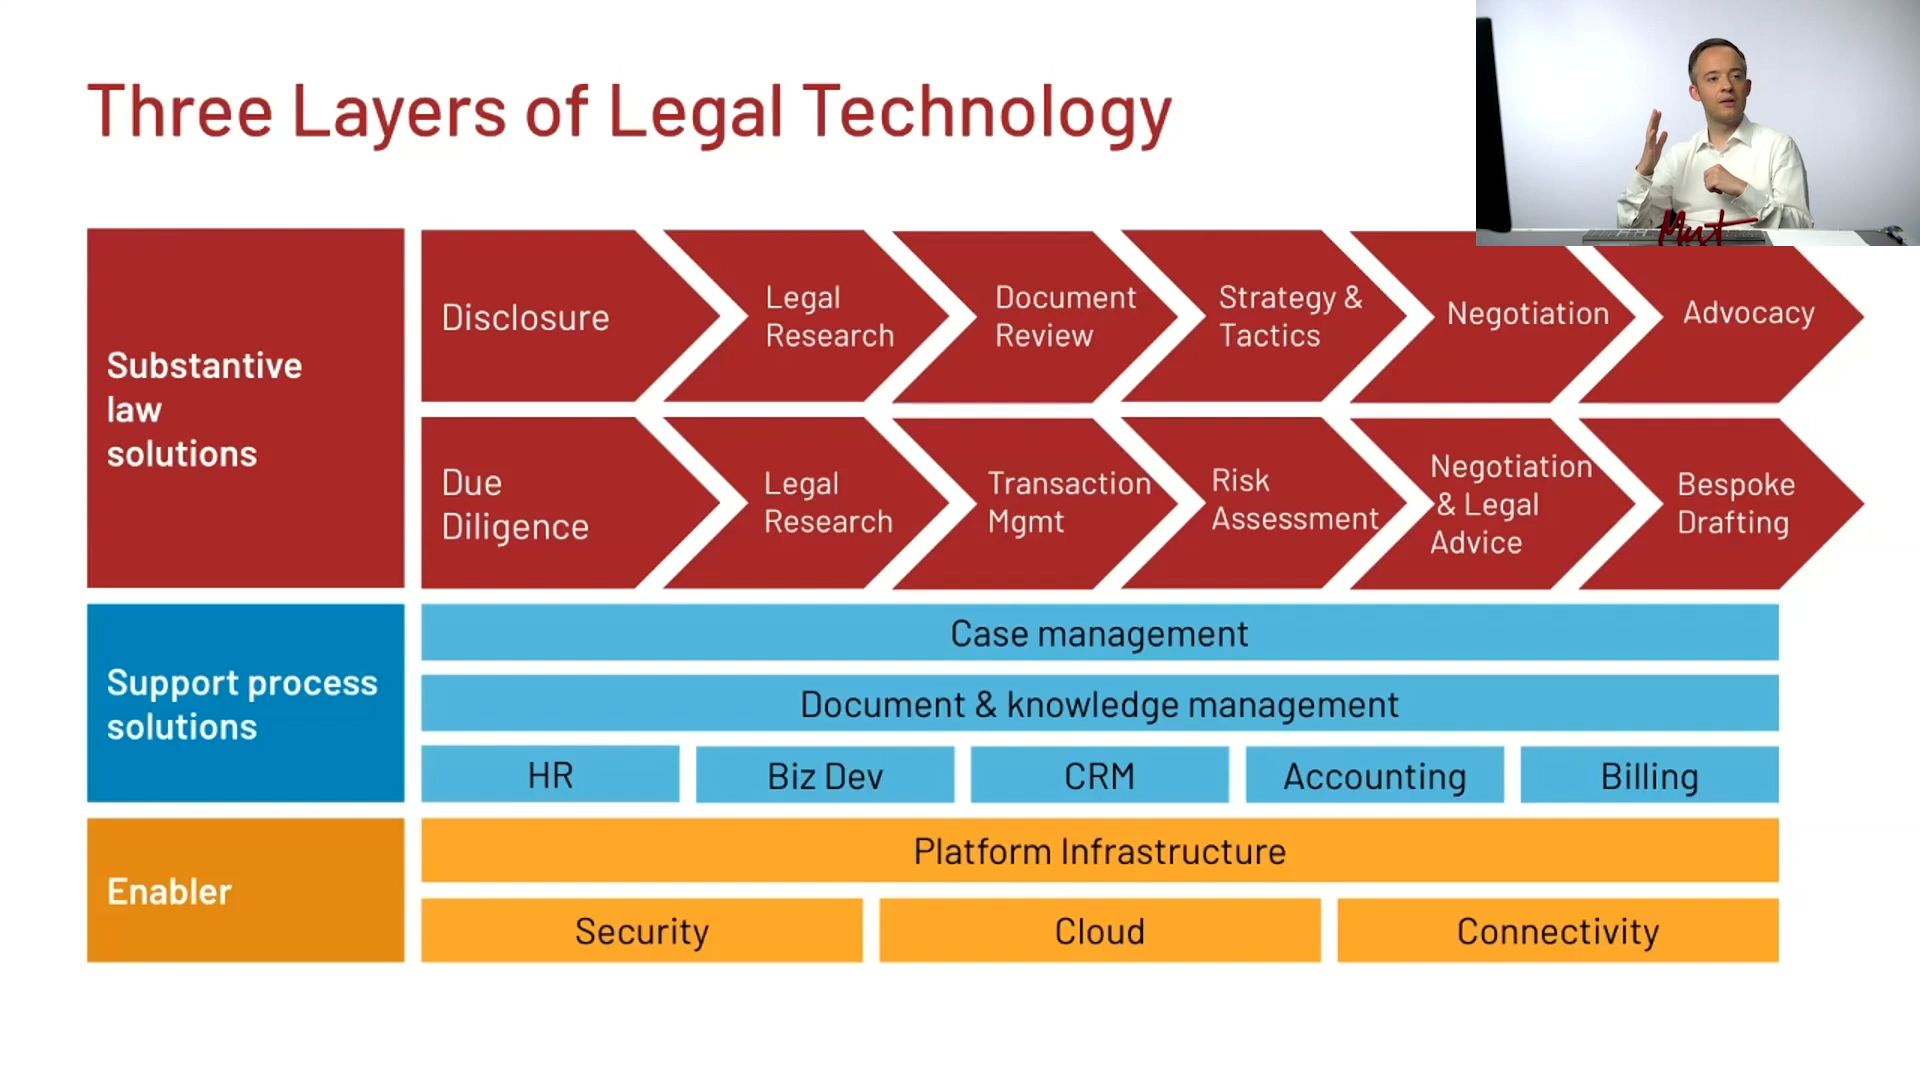 Three Layers of Legal Technology
Substantive
law
solutions
Disclosure
Legal
Research
Document
Review
Strategy &
Tactics
Negotiation
Advocacy
Due
Diligence
Legal
Research
Transaction
Mgmt
Risk
Assessment
Negotiation
& Legal
Advice
Bespoke
Drafting
Support process
solutions
Case management
Document & knowledge management
HR
Biz Dev
CRM
Accounting
Billing
Enabler
Platform Infrastructure
Security
Cloud
Connectivity